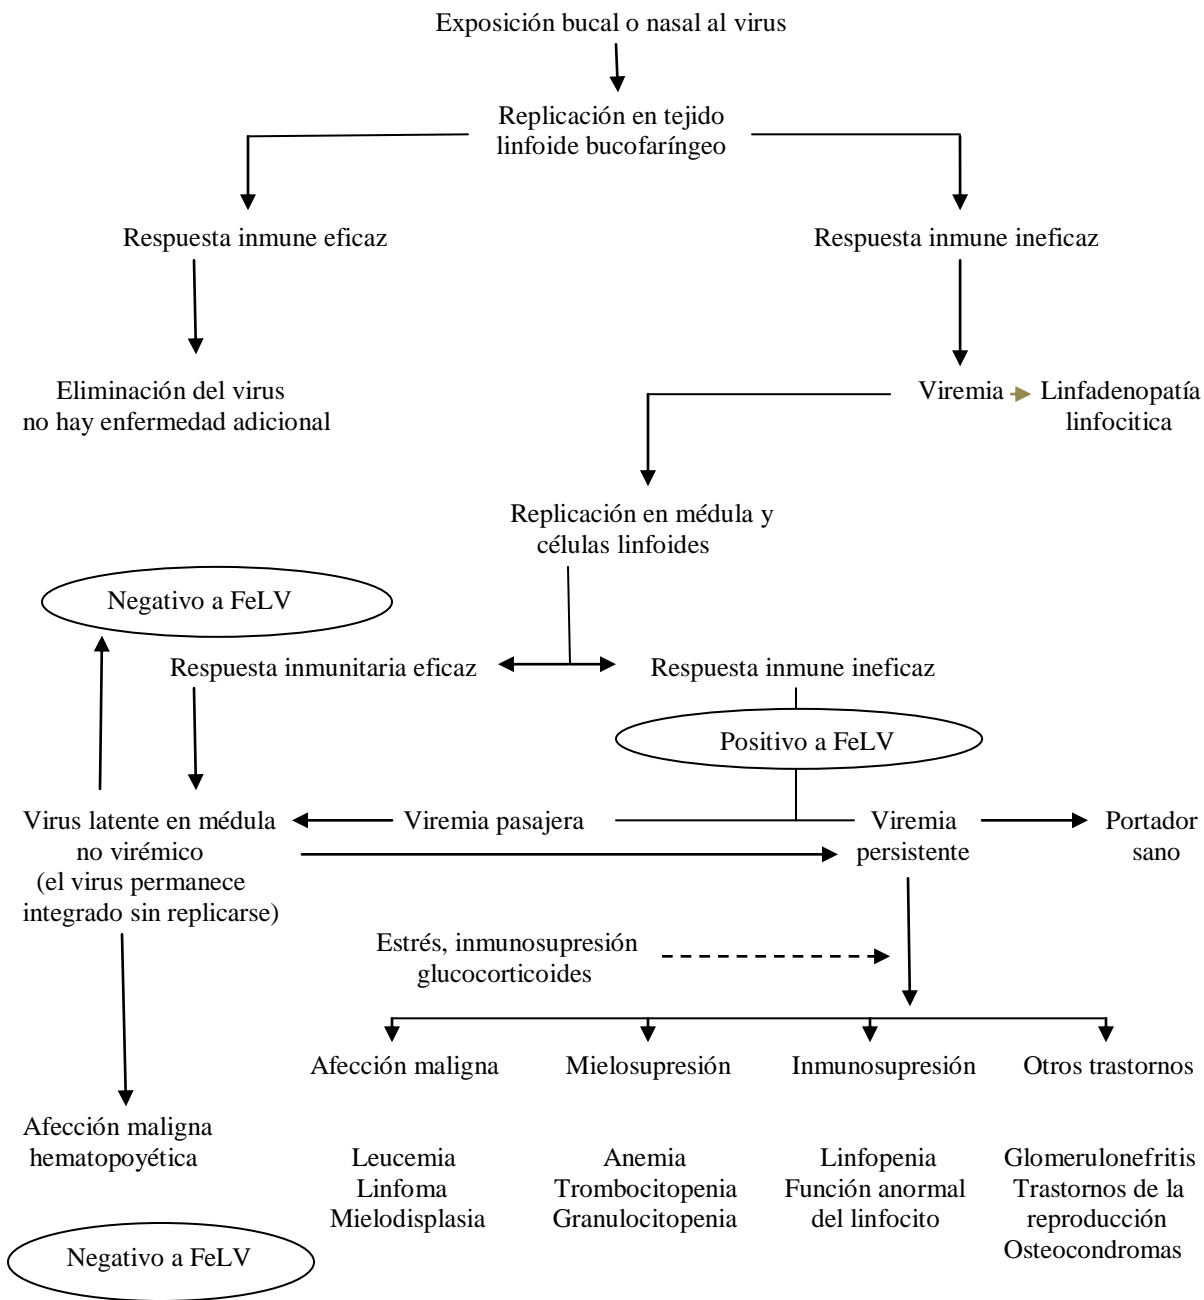 Exposición bucal o nasal al virus
Replicación en tejido
linfoide bucofaríngeo
Respuesta inmune eficaz
Respuesta inmune ineficaz
Eliminación del virus
no hay enfermedad adicional
Viremia
Linfadenopatía
linfocitica
Replicación en médula y
células linfoides
Negativo a FeLV
Respuesta inmunitaria eficaz
Respuesta inmune ineficaz
Positivo a FeLV
Virus latente en médula
no virémico
(el virus permanece
integrado sin replicarse)
Viremia pasajera
Viremia
persistente
Portador
sano
Estrés, inmunosupresión
glucocorticoides
Afección maligna
Mielosupresión
Inmunosupresión
Otros trastornos
Afección maligna
hematopoyética
Leucemia
Linfoma
Mielodisplasia
Anemia
Trombocitopenia
Granulocitopenia
Linfopenia
Función anormal
del linfocito
Glomerulonefritis
Trastornos de la
reproducción
Osteocondromas
Negativo a FeLV